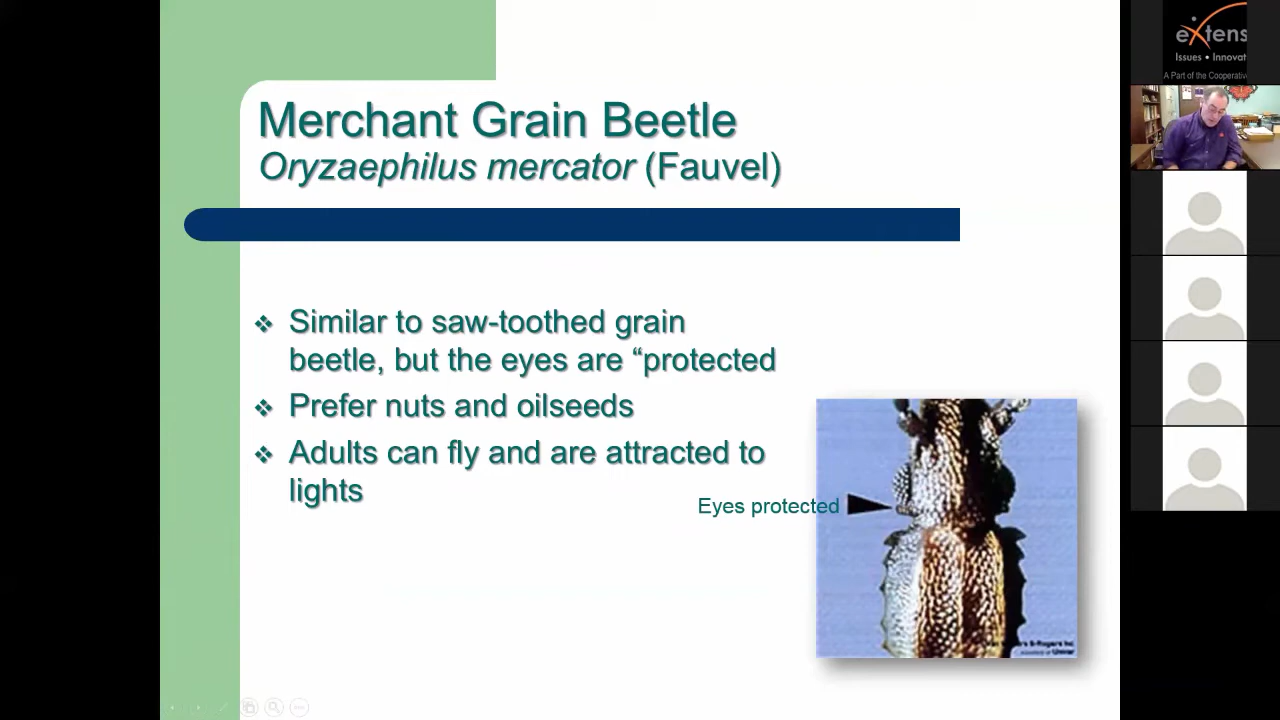 Merchant Grain Beetle
Oryzaephilus mercator (Fauvel)
❖ Similar to saw-toothed grain
beetle, but the eyes are “protected
❖ Prefer nuts and oilseeds
❖ Adults can fly and are attracted to
lights
Eyes protected
eXtens
Issues • Innovat
A Part of the Cooperative